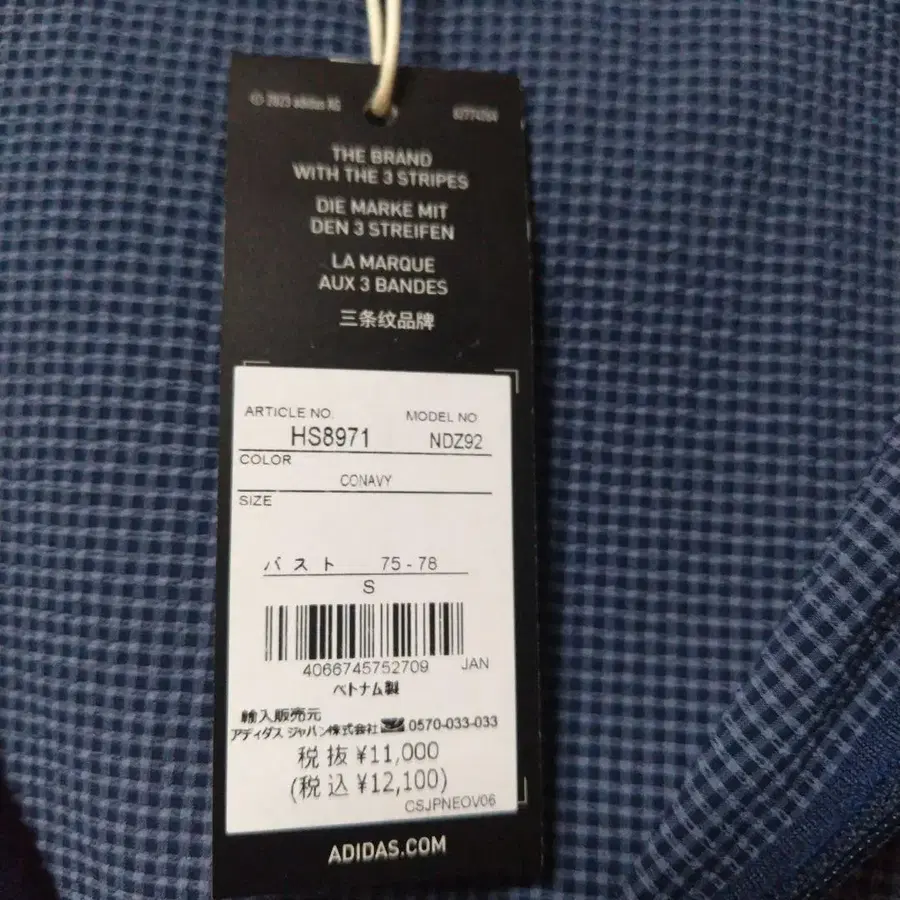 © 2023 adidas AG
THE BRAND
WITH THE 3 STRIPES
DIE MARKE MIT
DEN 3 STREIFEN
LA MARQUE
AUX 3 BANDES
三条纹品牌
ARTICLE NO. MODEL NO.
HS8971 NDZ92
COLOR
CONAVY
SIZE
バスト 75-78
S
4066745752709 JAN
ベトナム製
輸入販売元
アディダス ジャパン株式会社 0570-033-033
税抜 ¥11,000
(税込 ¥12,100)
CSJPNEOV06
ADIDAS.COM